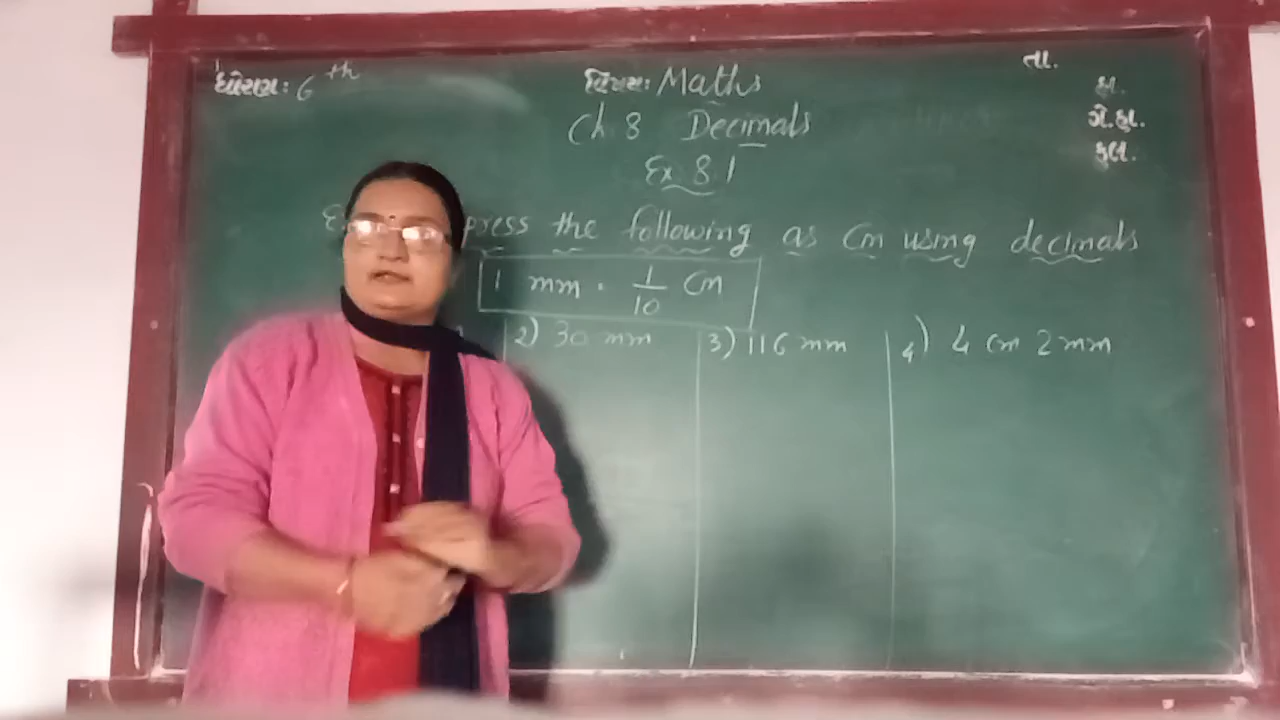 ધોરણ: 6th
વિષય: Maths
તા.
Ch 8 Decimals
હા.
ગે.હા.
કુલ.
Ex 8.1
press the following as Cm using decimals
1 mm = 1/10 Cm
2) 30 mm
3) 116 mm
4) 4 cm 2 mm